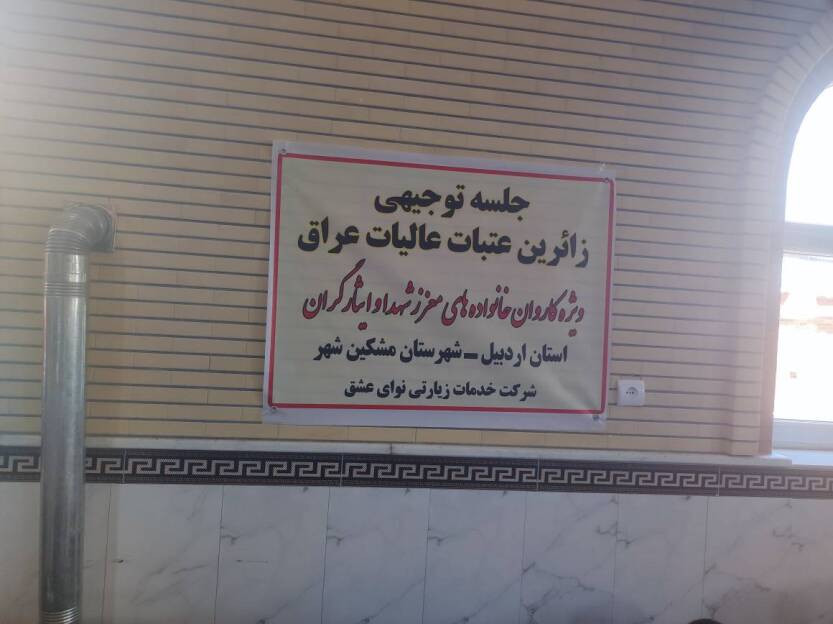 جلسه توجیهی
زائرین عتبات عالیات عراق
ویژه کاروان خانواده های معزز شهدا و ایثارگران
استان اردبیل - شهرستان مشکین شهر
شرکت خدمات زیارتی نوای عشق